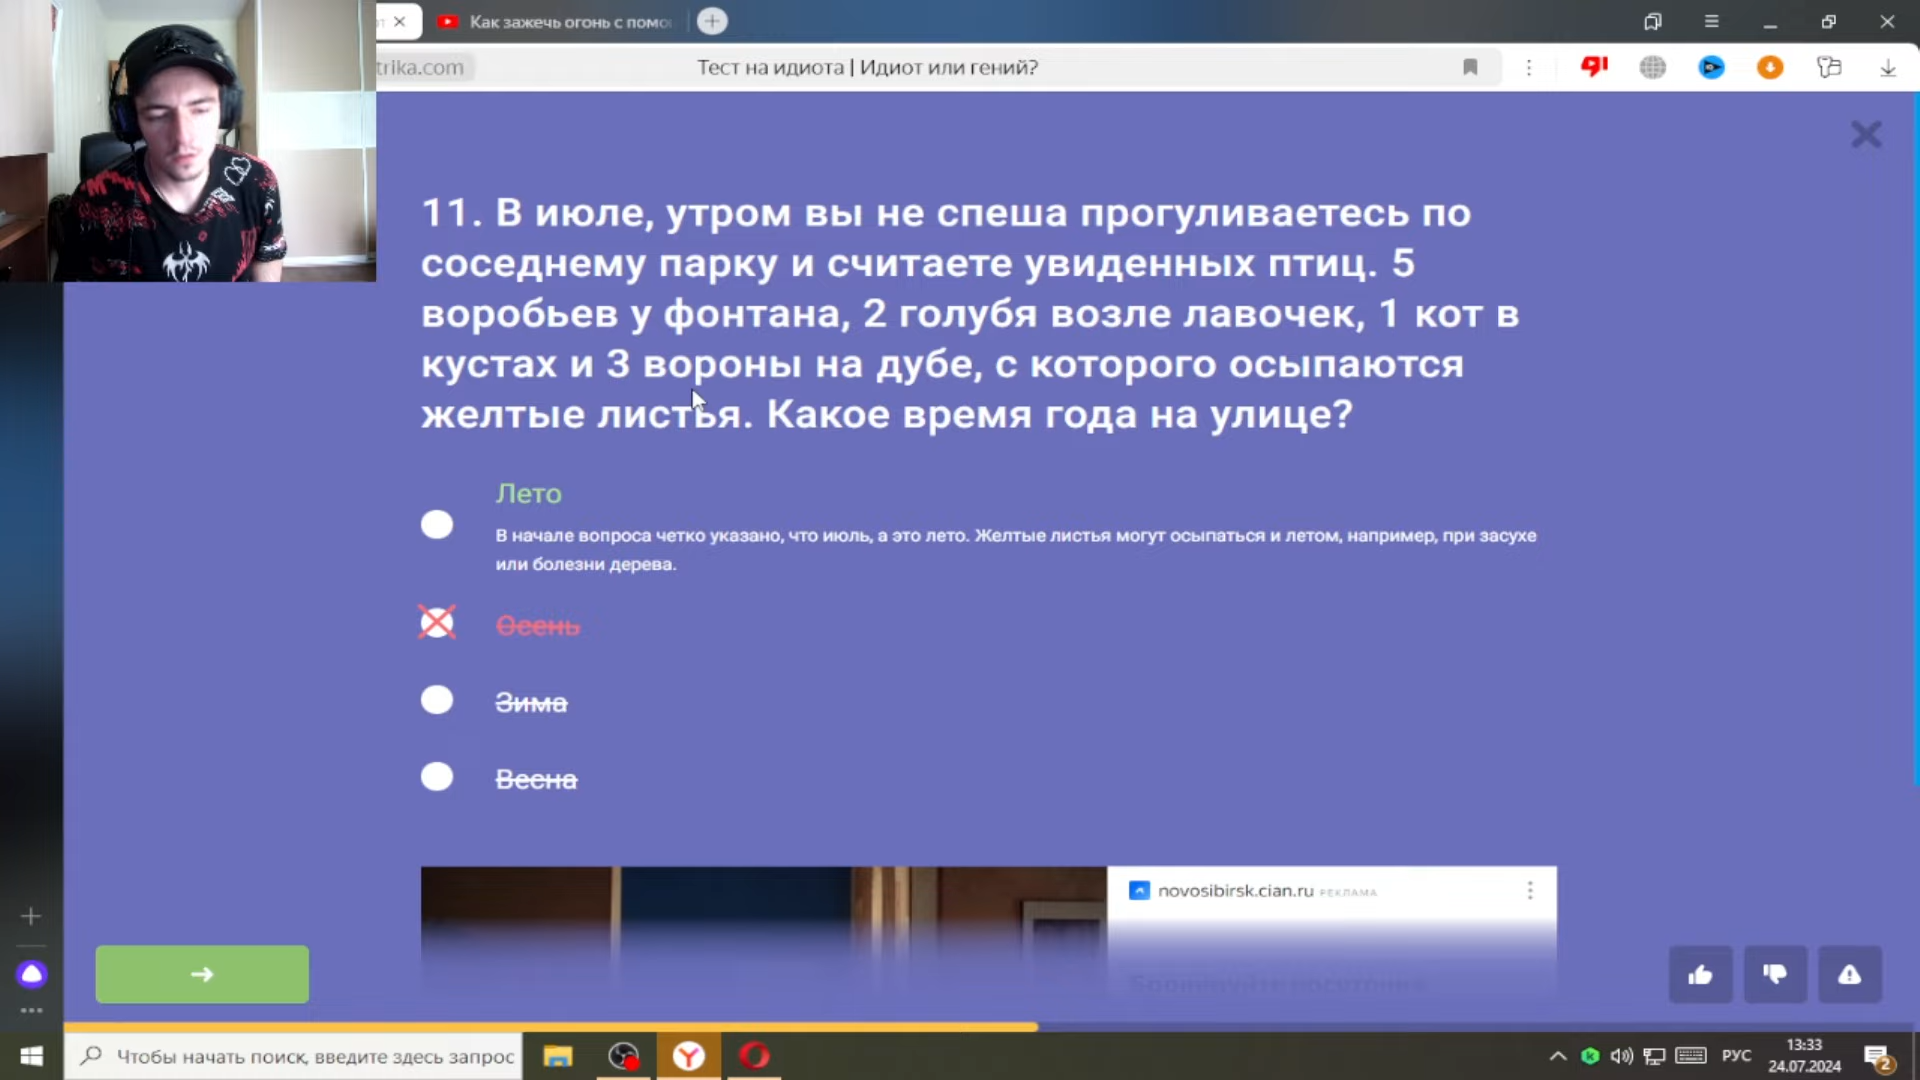 Как зажечь огонь с помо
trika.com
Тест на идиота | Идиот или гений?
11. В июле, утром вы не спеша прогуливаетесь по
соседнему парку и считаете увиденных птиц. 5
воробьев у фонтана, 2 голубя возле лавочек, 1 кот в
кустах и 3 вороны на дубе, с которого осыпаются
желтые листья. Какое время года на улице?
Лето
В начале вопроса четко указано, что июль, а это лето. Желтые листья могут осыпаться и летом, например, при засухе
или болезни дерева.
Осень
Зима
Весна
novosibirsk.cian.ru РЕКЛАМА
Чтобы начать поиск, введите здесь запрос
РУС
13:33
24.07.2024
2